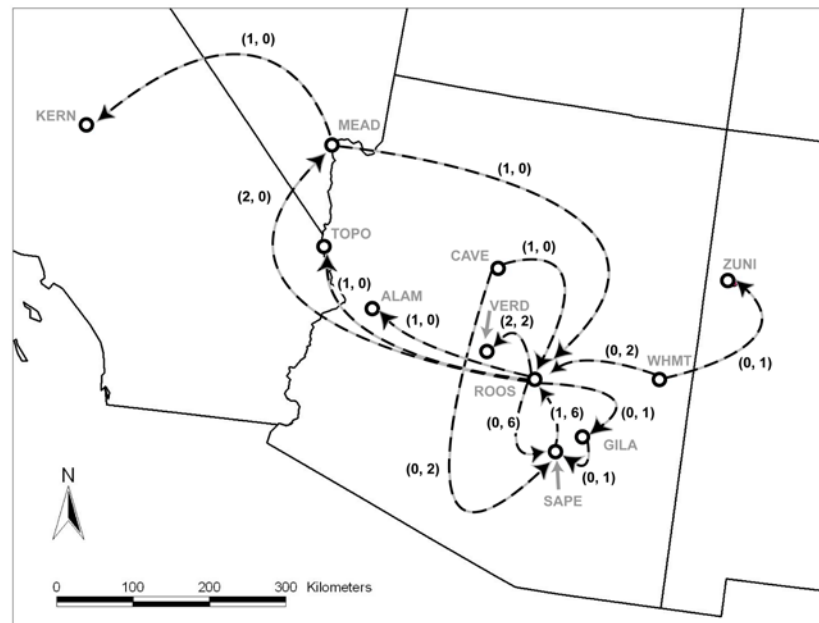 (1, 0)
KERN
MEAD
(1, 0)
(2, 0)
TOPO
CAVE
(1, 0)
ZUNI
(1, 0)
ALAM
VERD
(1, 0)
(2, 2)
(0, 2)
WHMT
(0, 1)
ROOS
(1, 6)
(0, 1)
(0, 6)
GILA
(0, 2)
(0, 1)
N
SAPE
0 100 200 300 Kilometers